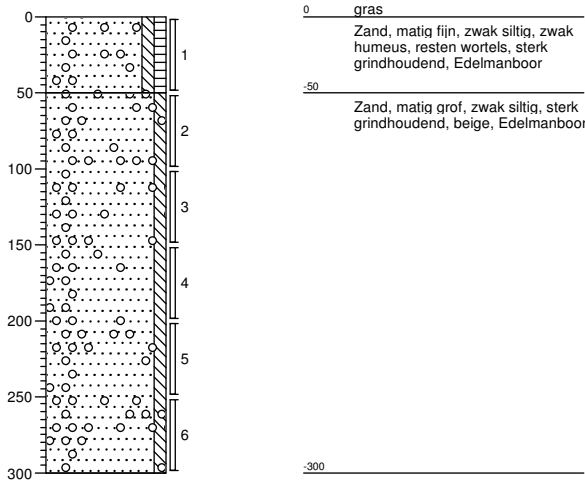 0
50
100
150
200
250
300
1
2
3
4
5
6
0 gras
Zand, matig fijn, zwak siltig, zwak
humeus, resten wortels, sterk
grindhoudend, Edelmanboor
-50
Zand, matig grof, zwak siltig, sterk
grindhoudend, beige, Edelmanboor
-300